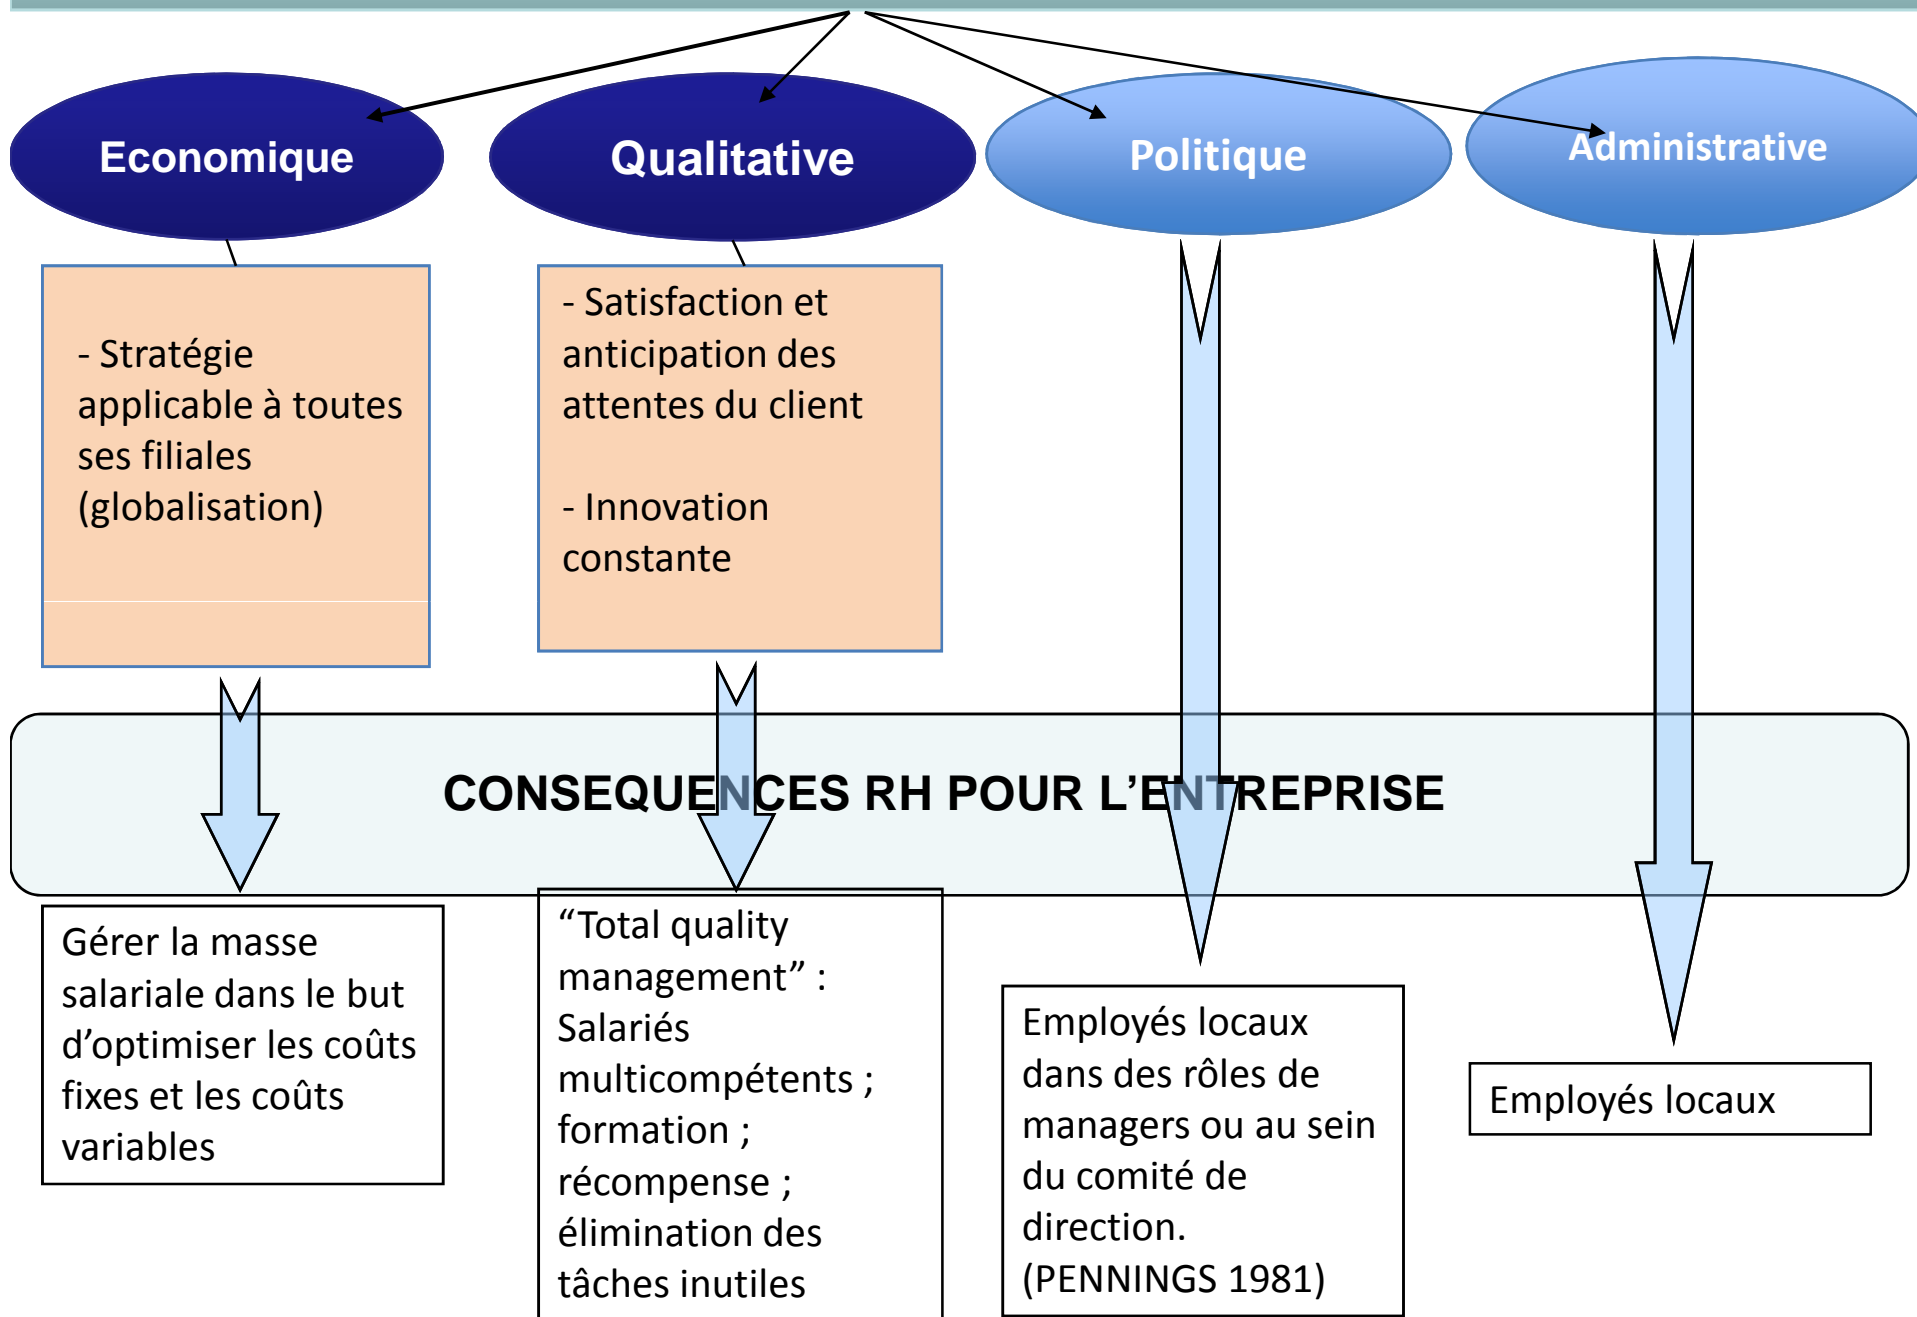 Economique
Qualitative
Politique
Administrative
- Stratégie
applicable à toutes
ses filiales
(globalisation)
- Satisfaction et
anticipation des
attentes du client
- Innovation
constante
CONSEQUENCES RH POUR L’ENTREPRISE
Gérer la masse
salariale dans le but
d’optimiser les coûts
fixes et les coûts
variables
“Total quality
management” :
Salariés
multicompétents ;
formation ;
récompense ;
élimination des
tâches inutiles
Employés locaux
dans des rôles de
managers ou au sein
du comité de
direction.
(PENNINGS 1981)
Employés locaux